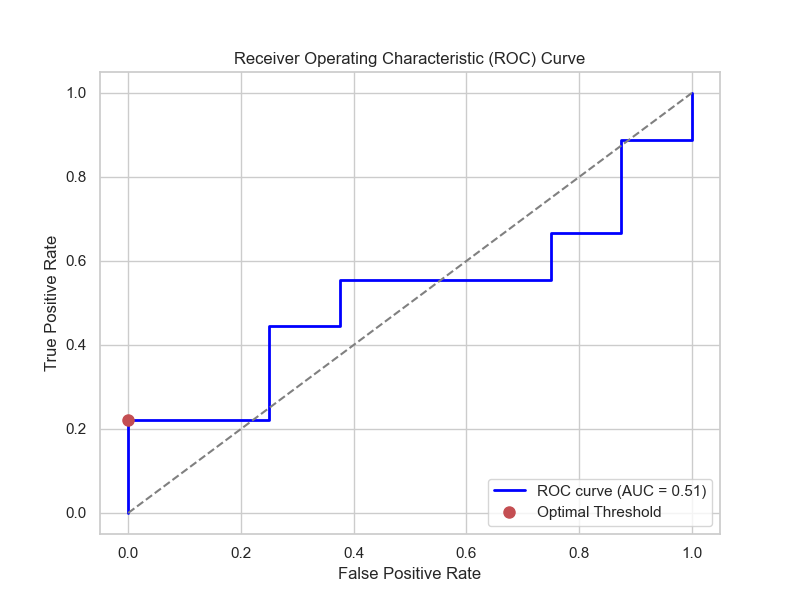 Receiver Operating Characteristic (ROC) Curve
True Positive Rate
1.0
0.8
0.6
0.4
0.2
0.0
ROC curve (AUC = 0.51)
Optimal Threshold
0.0 0.2 0.4 0.6 0.8 1.0
False Positive Rate